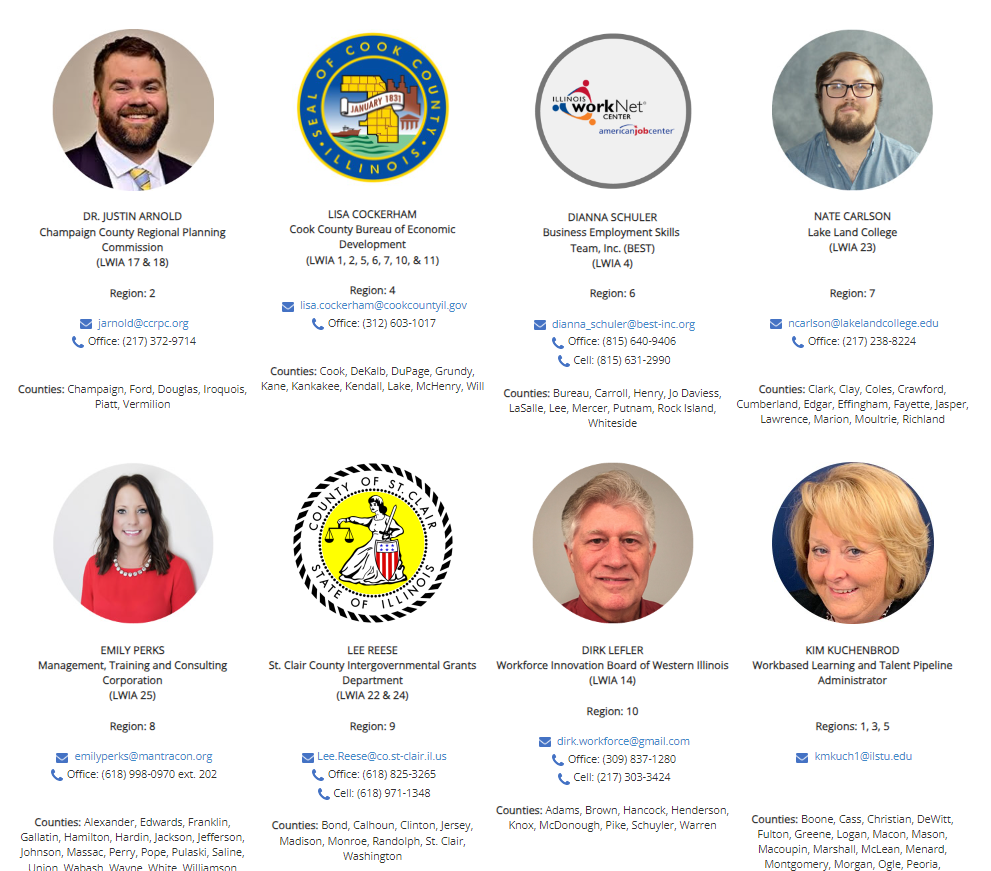 SEAL OF COOK COUNTY
JANUARY 1831
ILLINOIS
ILLINOIS
workNet®
CENTER
americanjobcenter
DR. JUSTIN ARNOLD
Champaign County Regional Planning
Commission
(LWIA 17 & 18)
Region: 2
jarnold@ccrpc.org
Office: (217) 372-9714
Counties: Champaign, Ford, Douglas, Iroquois,
Piatt, Vermilion
LISA COCKERHAM
Cook County Bureau of Economic
Development
(LWIA 1, 2, 5, 6, 7, 10, & 11)
Region: 4
lisa.cockerham@cookcountyil.gov
Office: (312) 603-1017
Counties: Cook, DeKalb, DuPage, Grundy,
Kane, Kankakee, Kendall, Lake, McHenry, Will
DIANNA SCHULER
Business Employment Skills
Team, Inc. (BEST)
(LWIA 4)
Region: 6
dianna_schuler@best-inc.org
Office: (815) 640-9406
Cell: (815) 631-2990
Counties: Bureau, Carroll, Henry, Jo Daviess,
LaSalle, Lee, Mercer, Putnam, Rock Island,
Whiteside
NATE CARLSON
Lake Land College
(LWIA 23)
Region: 7
ncarlson@lakelandcollege.edu
Office: (217) 238-8224
Counties: Clark, Clay, Coles, Crawford,
Cumberland, Edgar, Effingham, Fayette, Jasper,
Lawrence, Marion, Moultrie, Richland
COUNTY OF ST. CLAIR
STATE OF ILLINOIS
EMILY PERKS
Management, Training and Consulting
Corporation
(LWIA 25)
Region: 8
emilyperks@mantracon.org
Office: (618) 998-0970 ext. 202
Counties: Alexander, Edwards, Franklin,
Gallatin, Hamilton, Hardin, Jackson, Jefferson,
Johnson, Massac, Perry, Pope, Pulaski, Saline,
Union, Wabash, Wayne, White, Williamson
LEE REESE
St. Clair County Intergovernmental Grants
Department
(LWIA 22 & 24)
Region: 9
Lee.Reese@co.st-clair.il.us
Office: (618) 825-3265
Cell: (618) 971-1348
Counties: Bond, Calhoun, Clinton, Jersey,
Madison, Monroe, Randolph, St. Clair,
Washington
DIRK LEFLER
Workforce Innovation Board of Western Illinois
(LWIA 14)
Region: 10
dirk.workforce@gmail.com
Office: (309) 837-1280
Cell: (217) 303-3424
Counties: Adams, Brown, Hancock, Henderson,
Knox, McDonough, Pike, Schuyler, Warren
KIM KUCHENBROD
Workbased Learning and Talent Pipeline
Administrator
Regions: 1, 3, 5
kmkuch1@ilstu.edu
Counties: Boone, Cass, Christian, DeWitt,
Fulton, Greene, Logan, Macon, Mason,
Macoupin, Marshall, McLean, Menard,
Montgomery, Morgan, Ogle, Peoria,